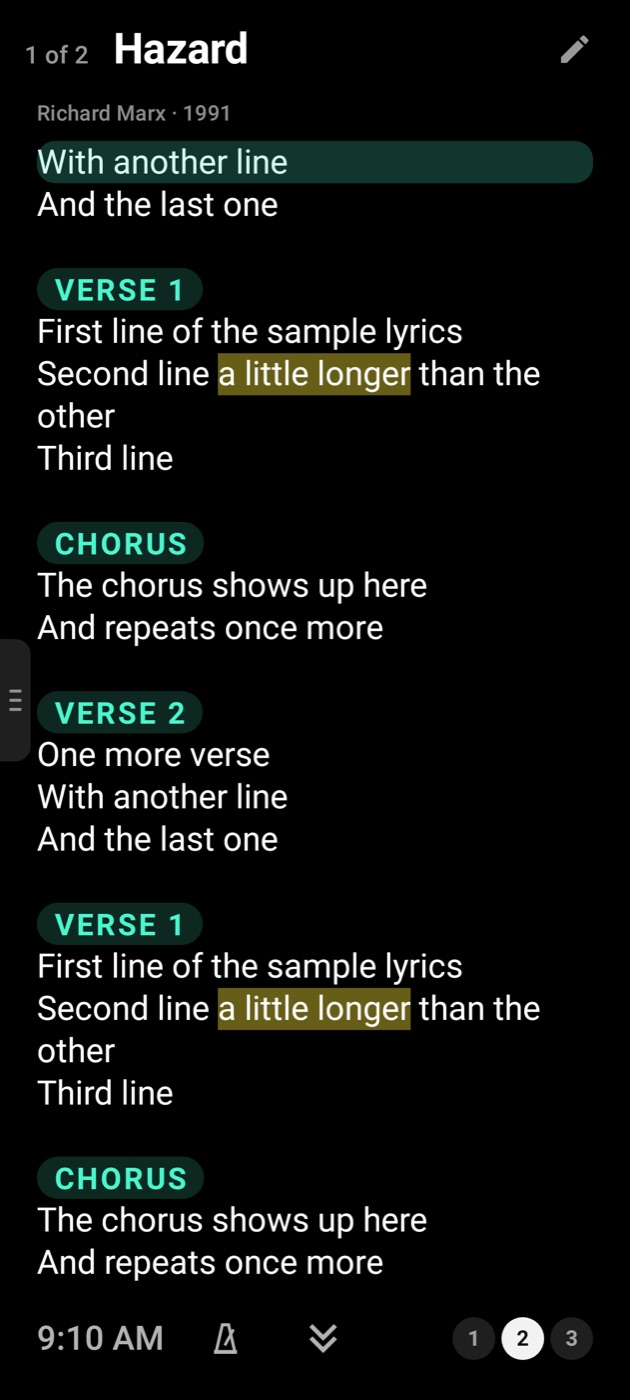 1 of 2 Hazard
Richard Marx · 1991
With another line
And the last one
VERSE 1
First line of the sample lyrics
Second line a little longer than the
other
Third line
CHORUS
The chorus shows up here
And repeats once more
VERSE 2
One more verse
With another line
And the last one
VERSE 1
First line of the sample lyrics
Second line a little longer than the
other
Third line
CHORUS
The chorus shows up here
And repeats once more
9:10 AM 1 2 3